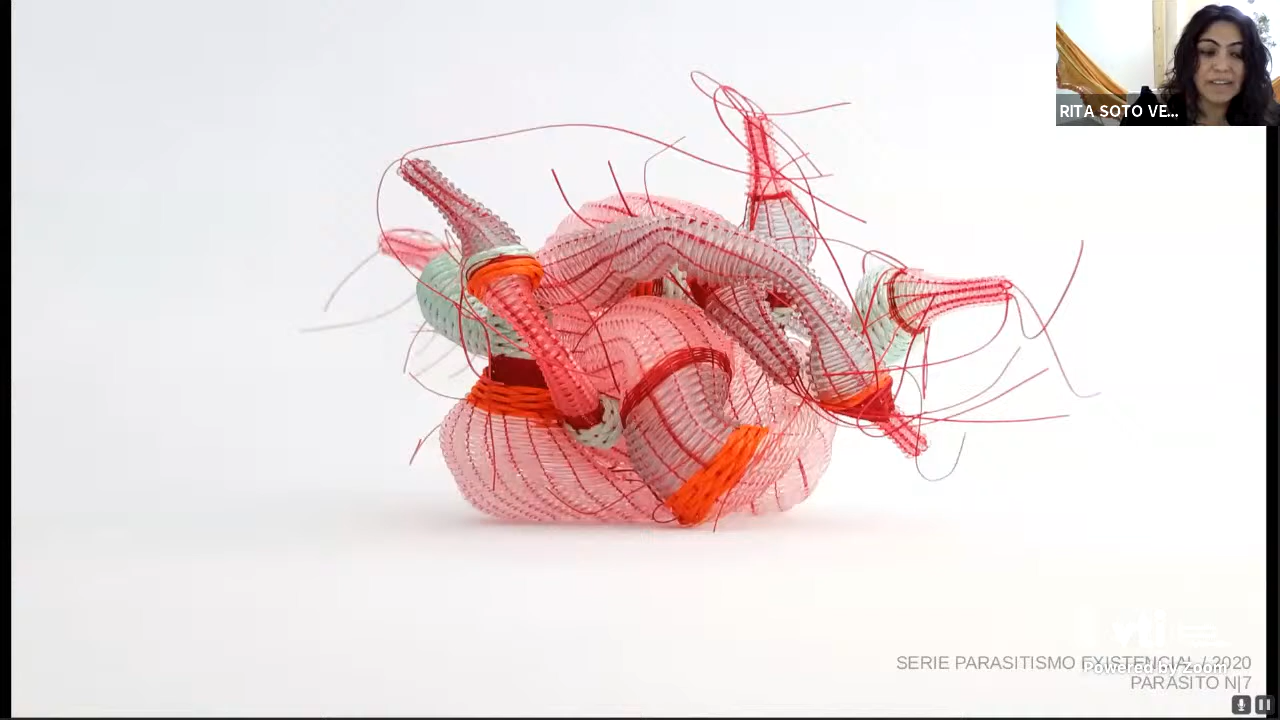 RITA SOTO VE...
SERIE PARASITISMO EXISTENCIAL / 2020
Powered by Zoom
PARASITO N|7